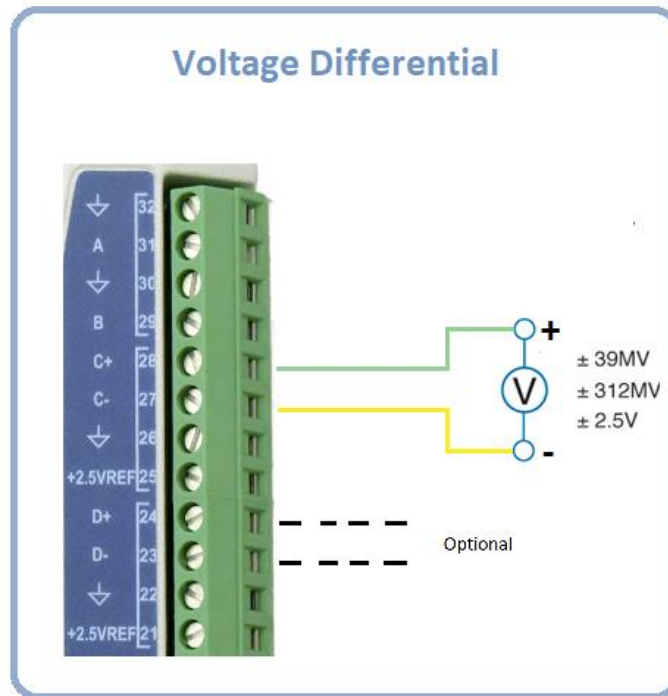 Voltage Differential
32
A 31
30
B 29
C+ 28
C- 27
26
+2.5VREF 25
D+ 24
D- 23
22
+2.5VREF 21
+
V
-
± 39MV
± 312MV
± 2.5V
Optional